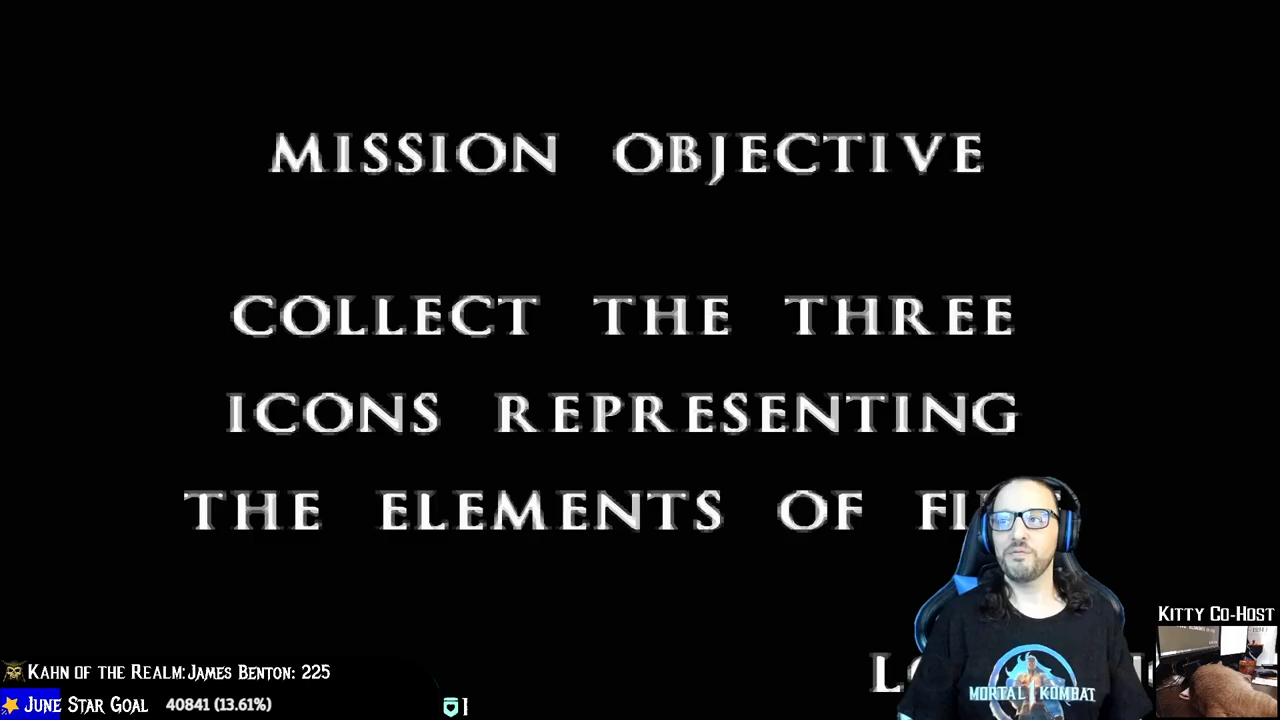 MISSION OBJECTIVE
COLLECT THE THREE
ICONS REPRESENTING
THE ELEMENTS OF
KITTY CO-HOST
KAHN OF THE REALM: JAMES BENTON: 225
MORTAL KOMBAT
JUNE STAR GOAL 40841 (13.61%) 1